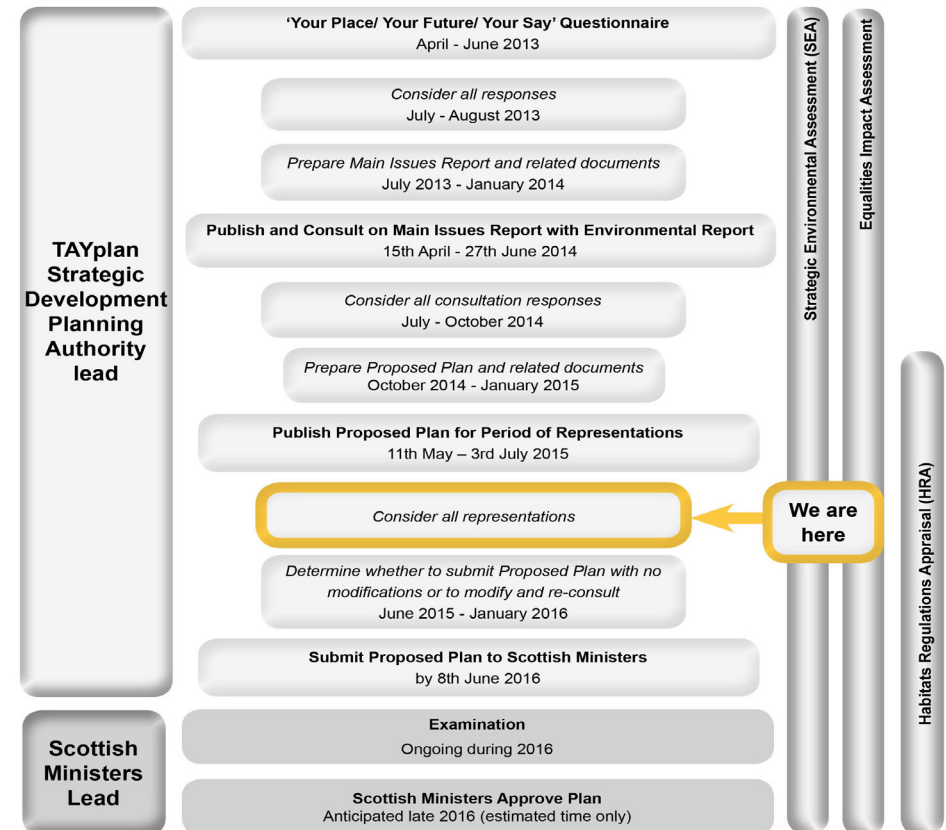 ‘Your Place/ Your Future/ Your Say’ Questionnaire
April - June 2013
Consider all responses
July - August 2013
Prepare Main Issues Report and related documents
July 2013 - January 2014
Publish and Consult on Main Issues Report with Environmental Report
15th April - 27th June 2014
Consider all consultation responses
July - October 2014
Prepare Proposed Plan and related documents
October 2014 - January 2015
Publish Proposed Plan for Period of Representations
11th May – 3rd July 2015
Consider all representations
Determine whether to submit Proposed Plan with no
modifications or to modify and re-consult
June 2015 - January 2016
Submit Proposed Plan to Scottish Ministers
by 8th June 2016
Examination
Ongoing during 2016
Scottish Ministers Approve Plan
Anticipated late 2016 (estimated time only)
TAYplan
Strategic
Development
Planning
Authority
lead
Scottish
Ministers
Lead
We are
here
Strategic Environmental Assessment (SEA)
Equalities Impact Assessment
Habitats Regulations Appraisal (HRA)